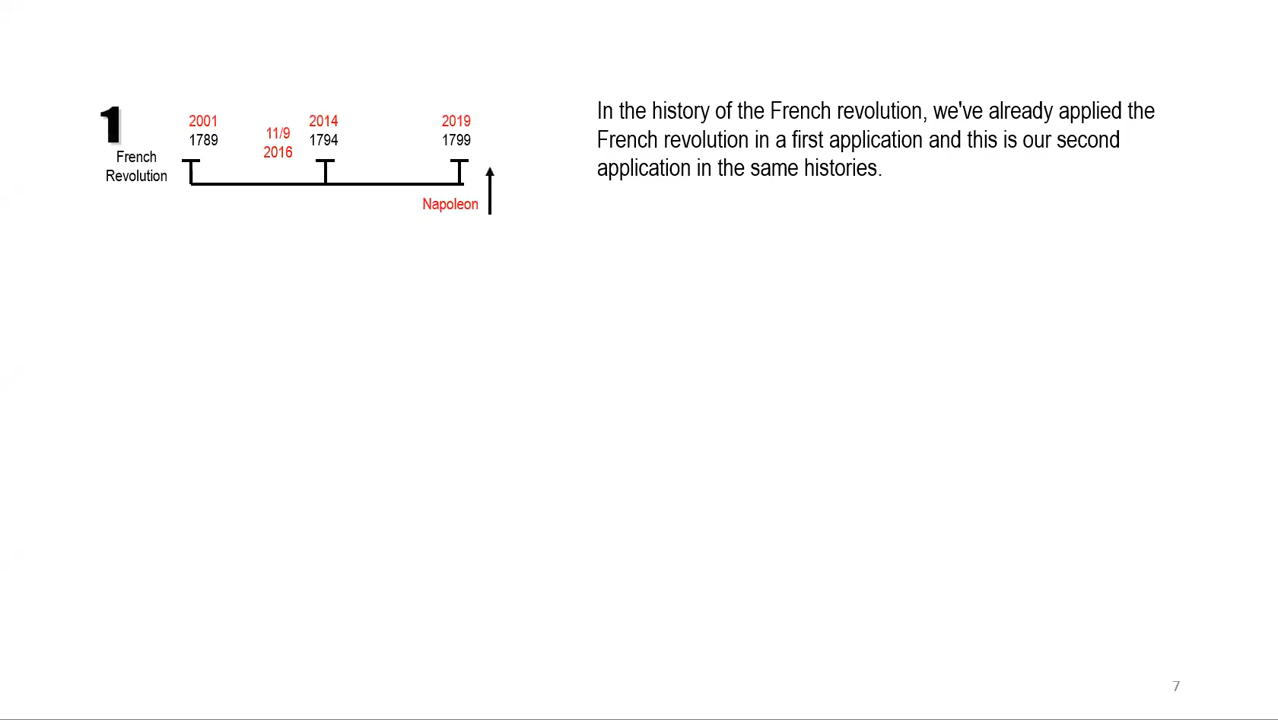 1
French
Revolution
2001
1789
11/9
2016
2014
1794
2019
1799
Napoleon
In the history of the French revolution, we've already applied the
French revolution in a first application and this is our second
application in the same histories.
7